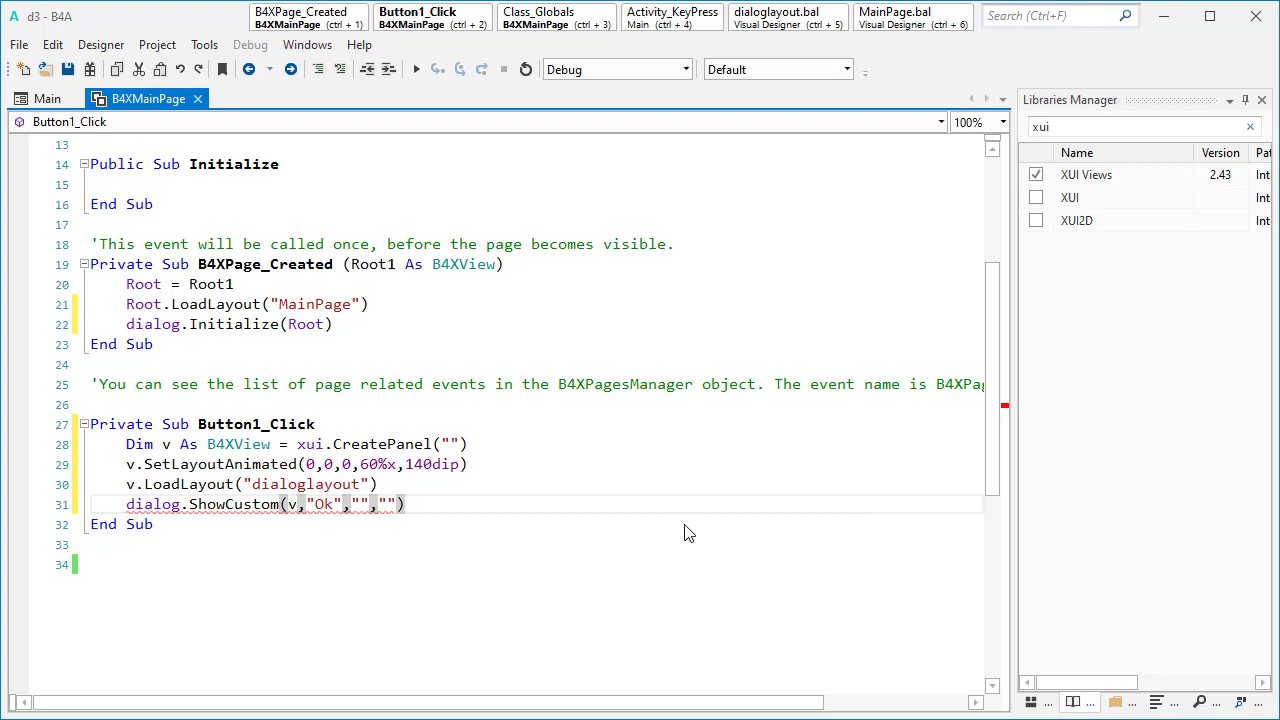 d3 - B4A
B4XPage_Created
B4XMainPage (ctrl + 1)
Button1_Click
B4XMainPage (ctrl + 2)
Class_Globals
B4XMainPage (ctrl + 3)
Activity_KeyPress
Main (ctrl + 4)
dialoglayout.bal
Visual Designer (ctrl + 5)
MainPage.bal
Visual Designer (ctrl + 6)
Search (Ctrl+F)
File Edit Designer Project Tools Debug Windows Help
Debug
Default
Main
B4XMainPage
Button1_Click
100%
13
14 Public Sub Initialize
15
16 End Sub
17
18 'This event will be called once, before the page becomes visible.
19 Private Sub B4XPage_Created (Root1 As B4XView)
20 Root = Root1
21 Root.LoadLayout("MainPage")
22 dialog.Initialize(Root)
23 End Sub
24
25 'You can see the list of page related events in the B4XPagesManager object. The event name is B4XPag
26
27 Private Sub Button1_Click
28 Dim v As B4XView = xui.CreatePanel("")
29 v.SetLayoutAnimated(0,0,0,60%x,140dip)
30 v.LoadLayout("dialoglayout")
31 dialog.ShowCustom(v,"Ok","","")
32 End Sub
33
34
Libraries Manager
xui
Name Version Pat
XUI Views 2.43 Int
XUI Int
XUI2D Int
... ... ... ... ... ...